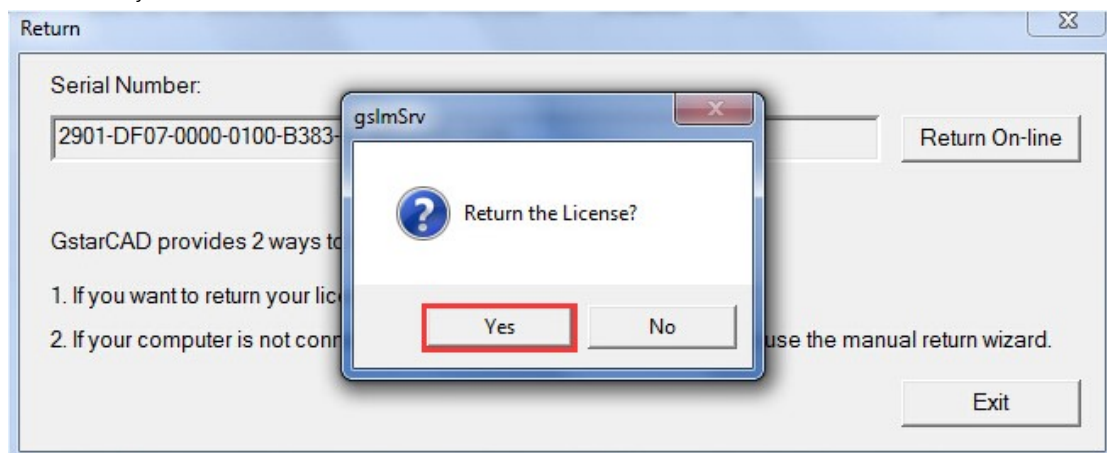 Return
Serial Number:
2901-DF07-0000-0100-B383-
Return On-line
gslmSrv
Return the License?
Yes
No
GstarCAD provides 2 ways to
1. If you want to return your
2. If your computer is not
use the manual return wizard.
Exit